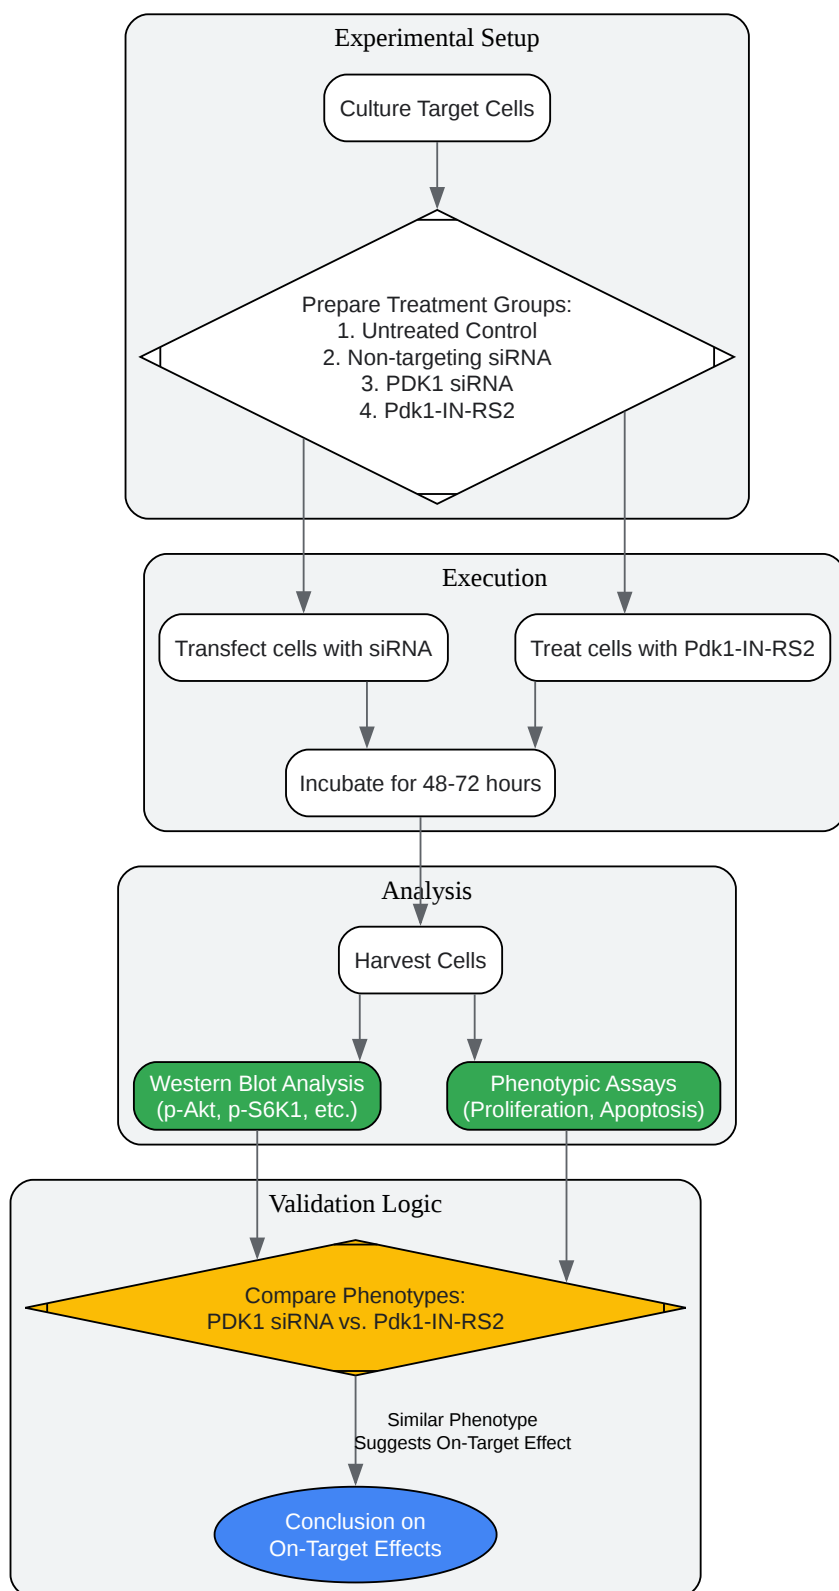 Experimental Setup
Culture Target Cells
Prepare Treatment Groups:
1. Untreated Control
2. Non-targeting siRNA
3. PDK1 siRNA
4. Pdk1-IN-RS2
Execution
Transfect cells with siRNA
Treat cells with Pdk1-IN-RS2
Incubate for 48-72 hours
Analysis
Harvest Cells
Western Blot Analysis
(p-Akt, p-S6K1, etc.)
Phenotypic Assays
(Proliferation, Apoptosis)
Validation Logic
Compare Phenotypes:
PDK1 siRNA vs. Pdk1-IN-RS2
Similar Phenotype
Suggests On-Target Effect
Conclusion on
On-Target Effects